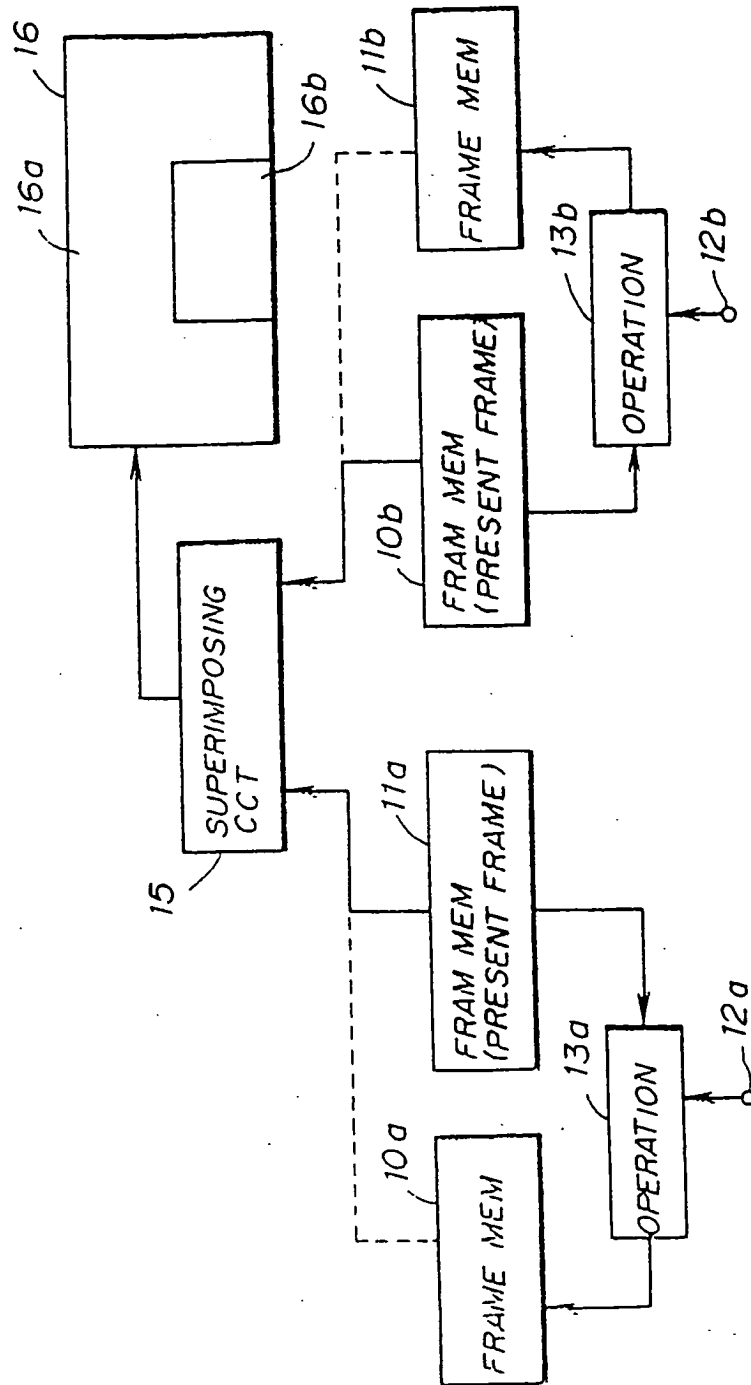 16a
16
16b
SUPERIMPOSING
CCT
15
10a
FRAME MEM
11a
FRAM MEM
(PRESENT FRAME)
10b
FRAM MEM
(PRESENT FRAME)
11b
FRAME MEM
13a
OPERATION
12a
13b
OPERATION
12b